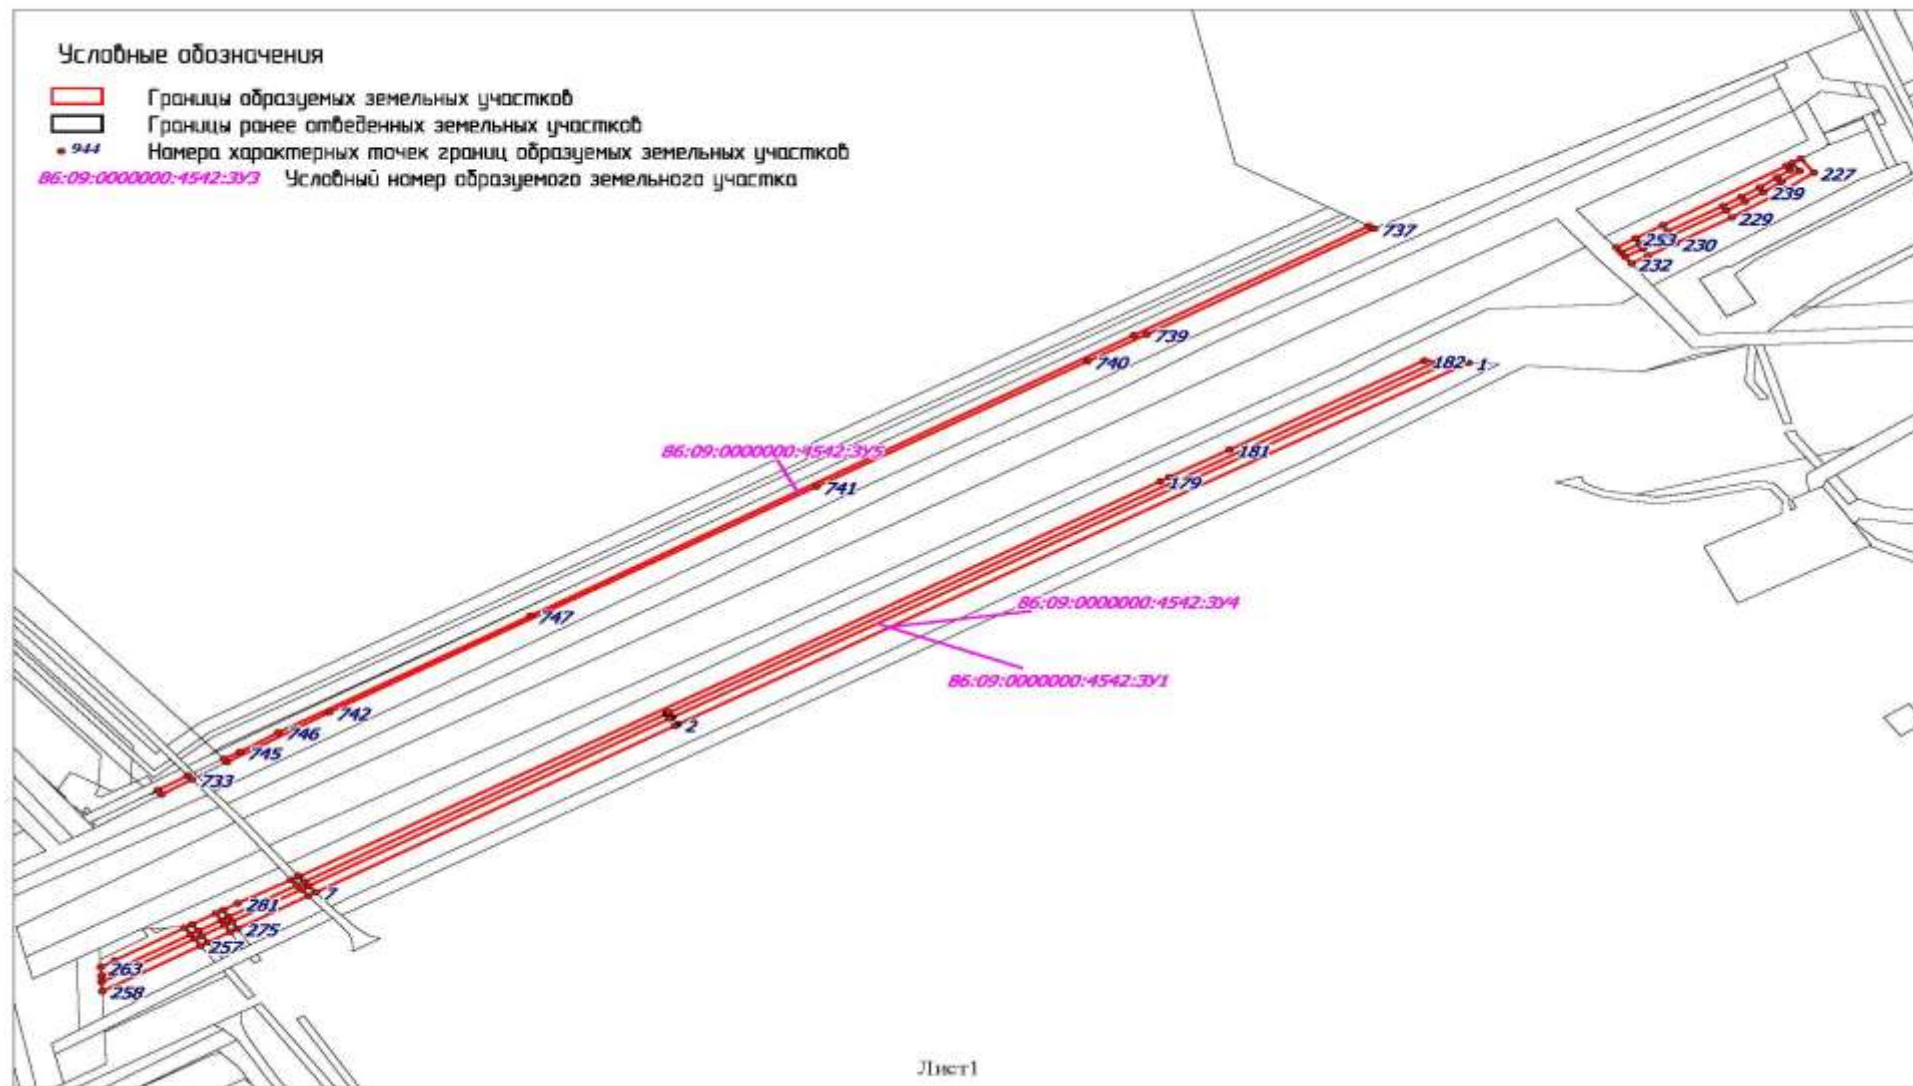 Условные обозначения
Границы образуемых земельных участков
Границы ранее отведенных земельных участков
944 Номера характерных точек границ образуемых земельных участков
86:09:0000000:4542:ЗУ3 Условный номер образуемого земельного участка
227
239
229
737
253
230
232
739
740
182
1
86:09:0000000:4542:ЗУ5
181
741
179
86:09:0000000:4542:ЗУ4
747
86:09:0000000:4542:ЗУ1
742
2
746
745
733
7
281
275
257
263
258
Лист1